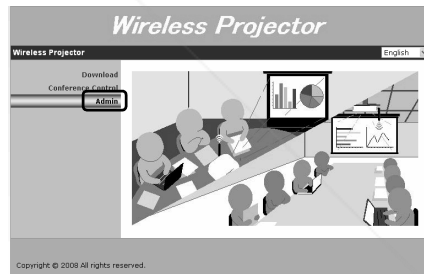 Wireless Projector
Wireless Projector
English
Download
Conference Control
Admin
Copyright © 2008 All rights reserved.